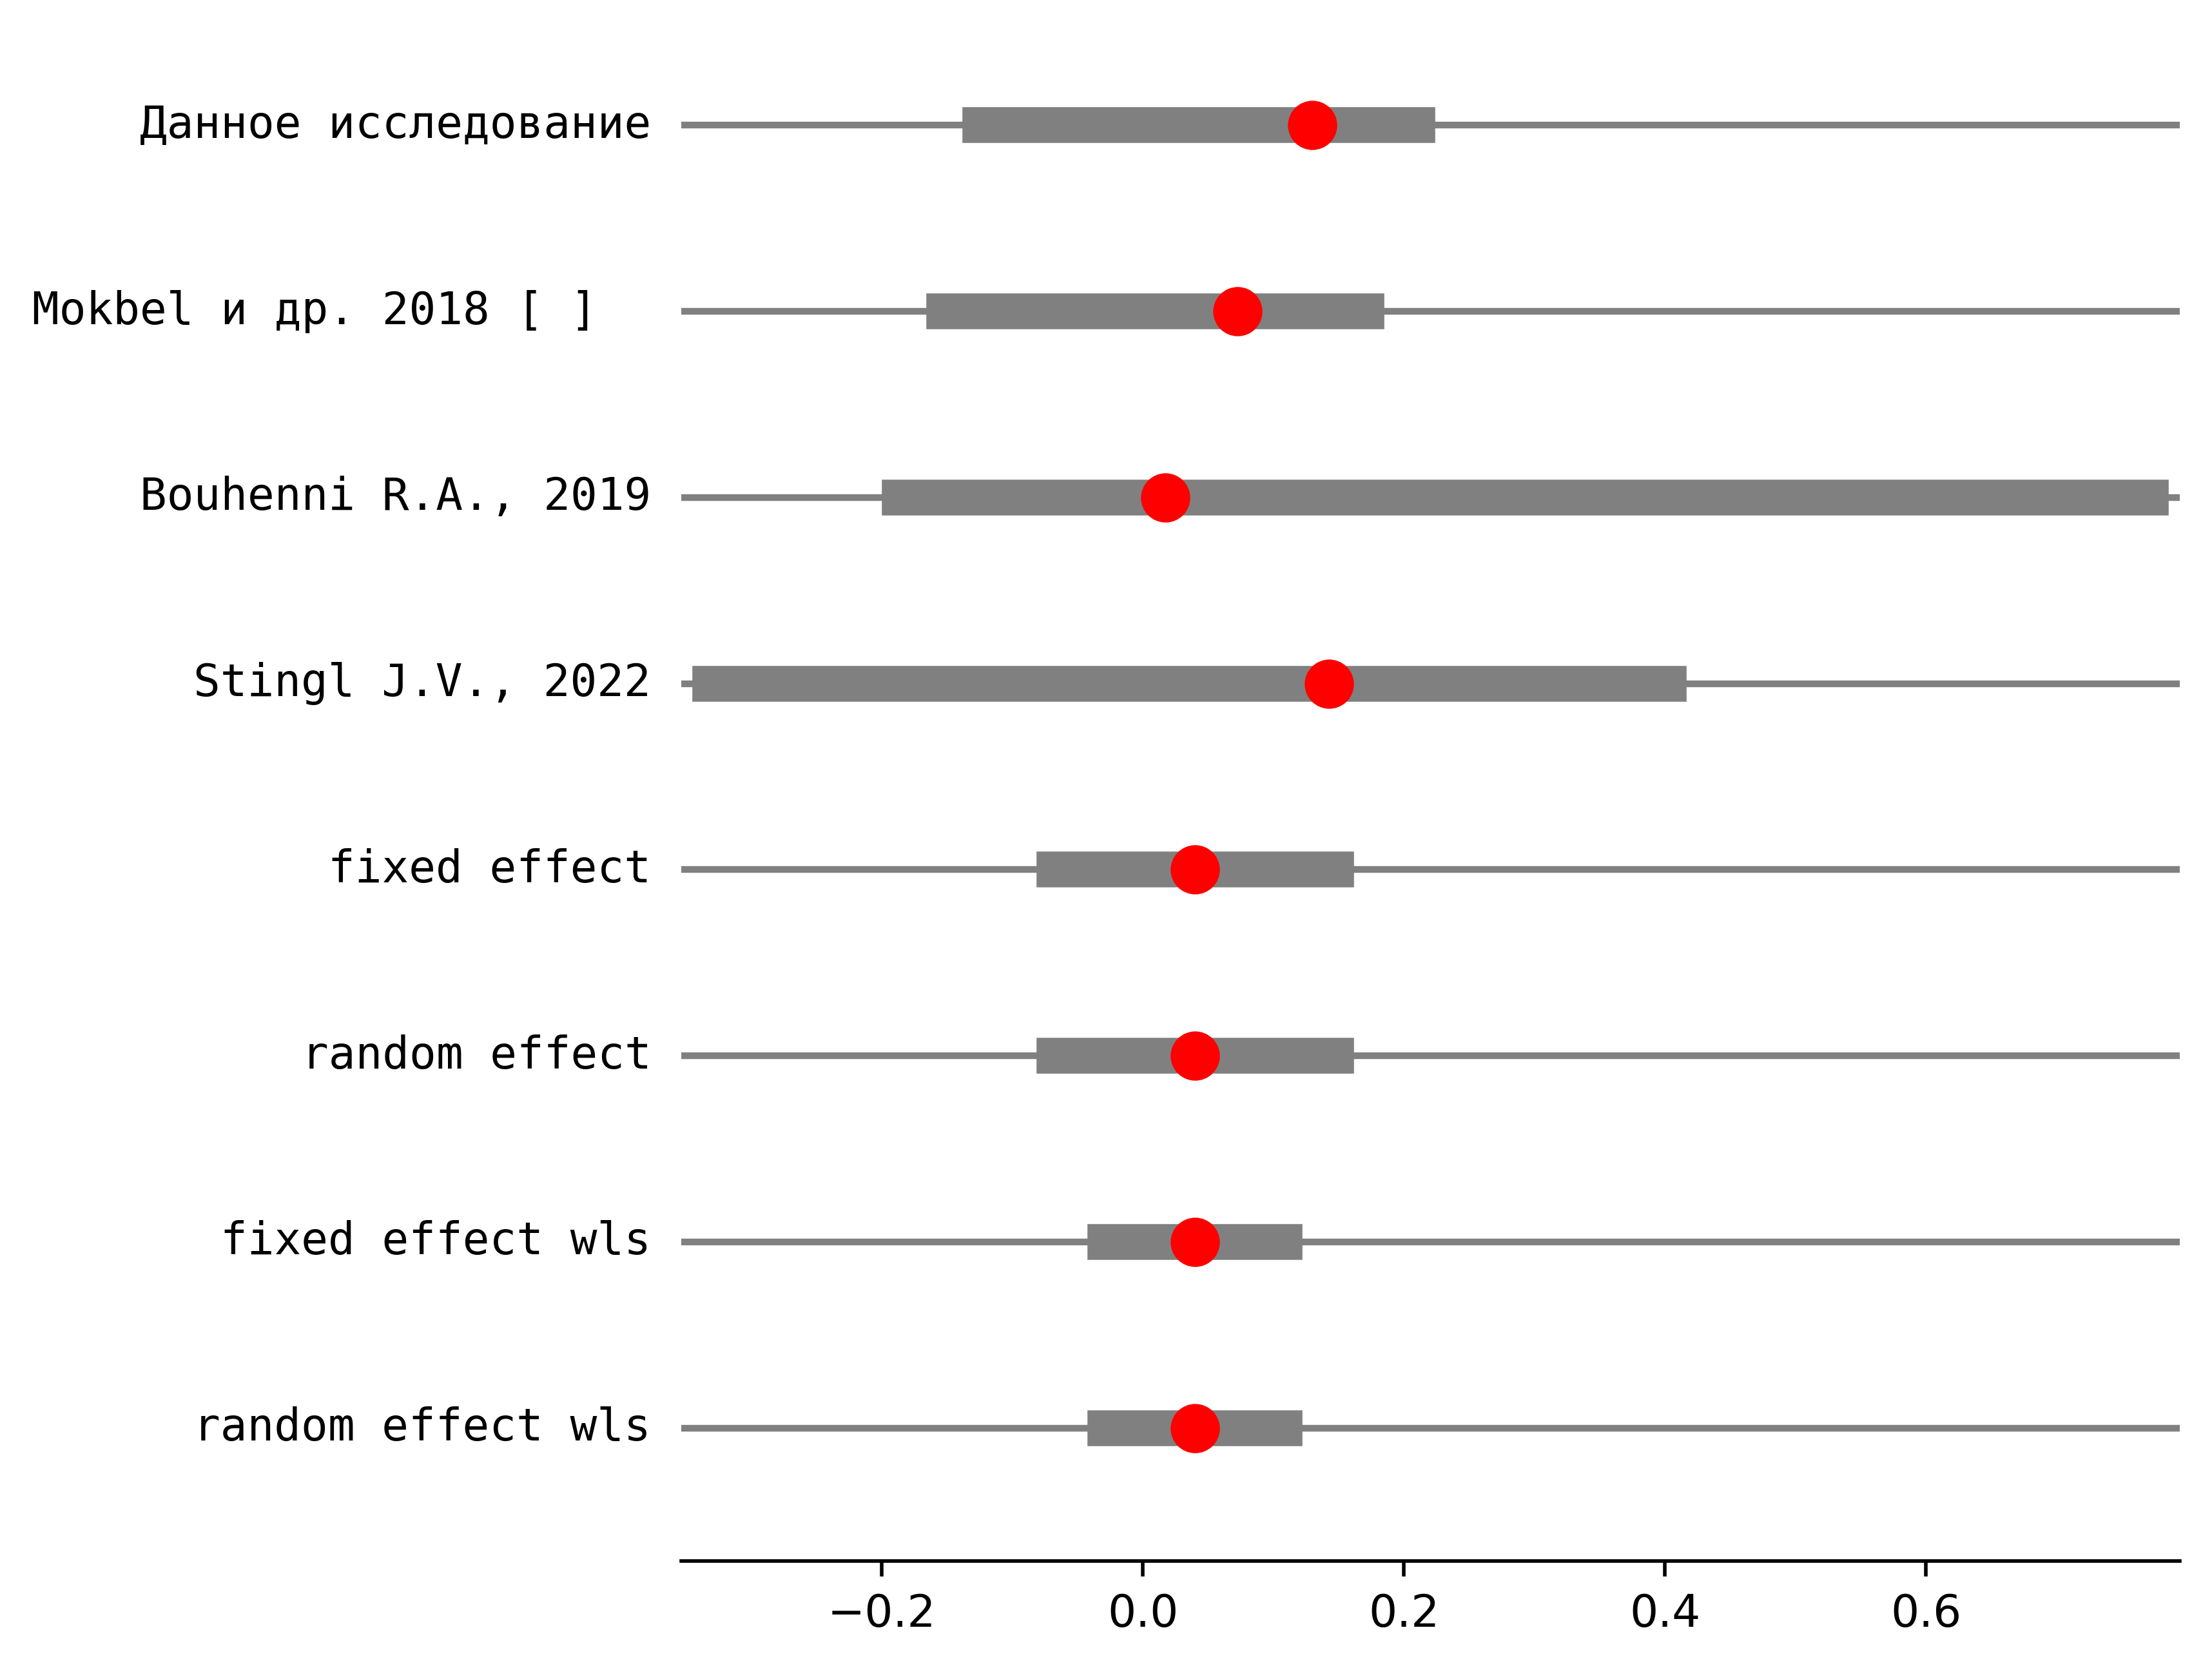 Данное исследование
Mokbel и др. 2018 [ ]
Bouhenni R.A., 2019
Stingl J.V., 2022
fixed effect
random effect
fixed effect wls
random effect wls
−0.2 0.0 0.2 0.4 0.6